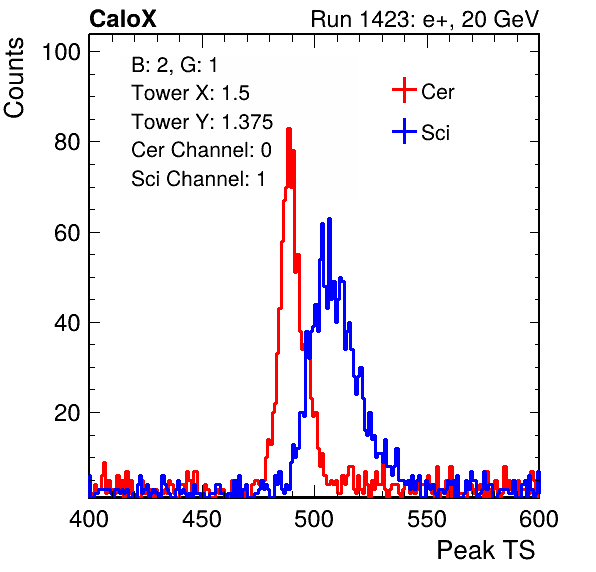 CaloX Run 1423: e+, 20 GeV
Counts
B: 2, G: 1
Tower X: 1.5
Tower Y: 1.375
Cer Channel: 0
Sci Channel: 1
Cer
Sci
100
80
60
40
20
400 450 500 550 600
Peak TS